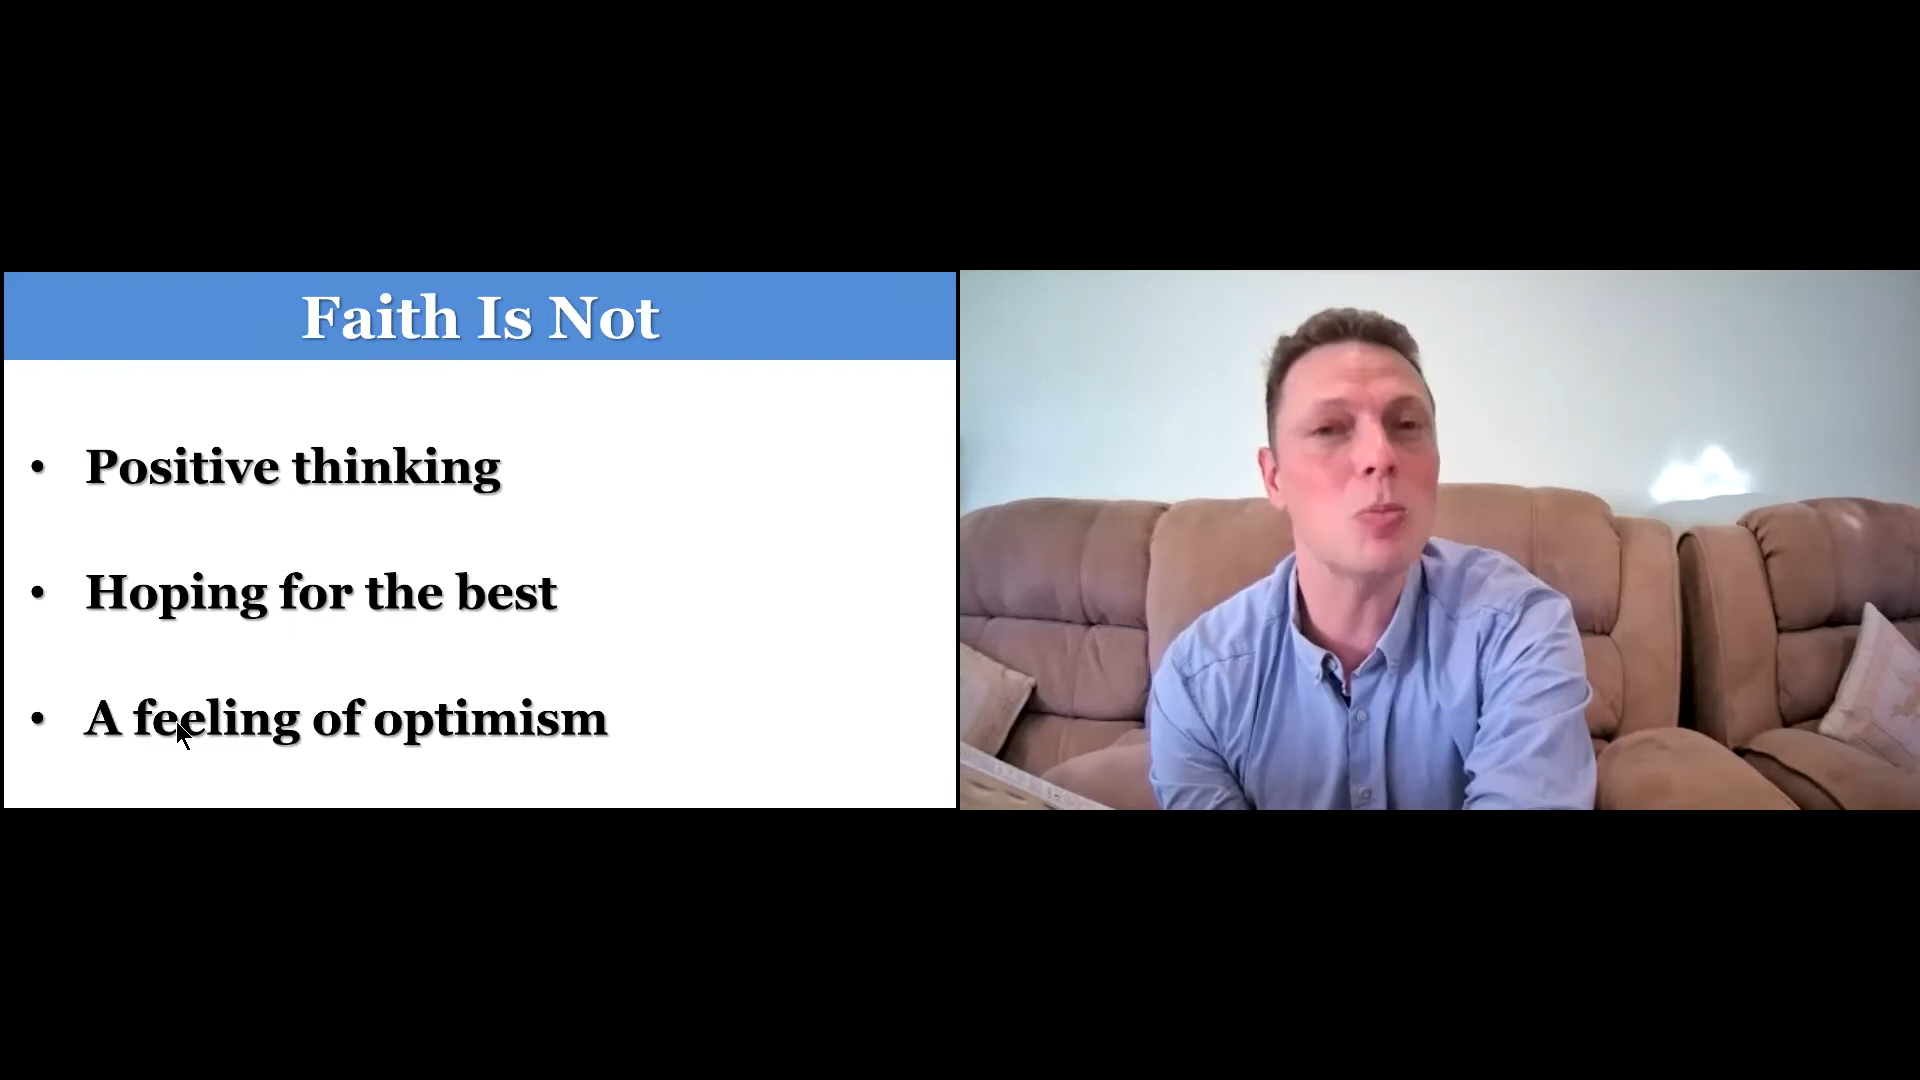 Faith Is Not
• Positive thinking
• Hoping for the best
• A feeling of optimism